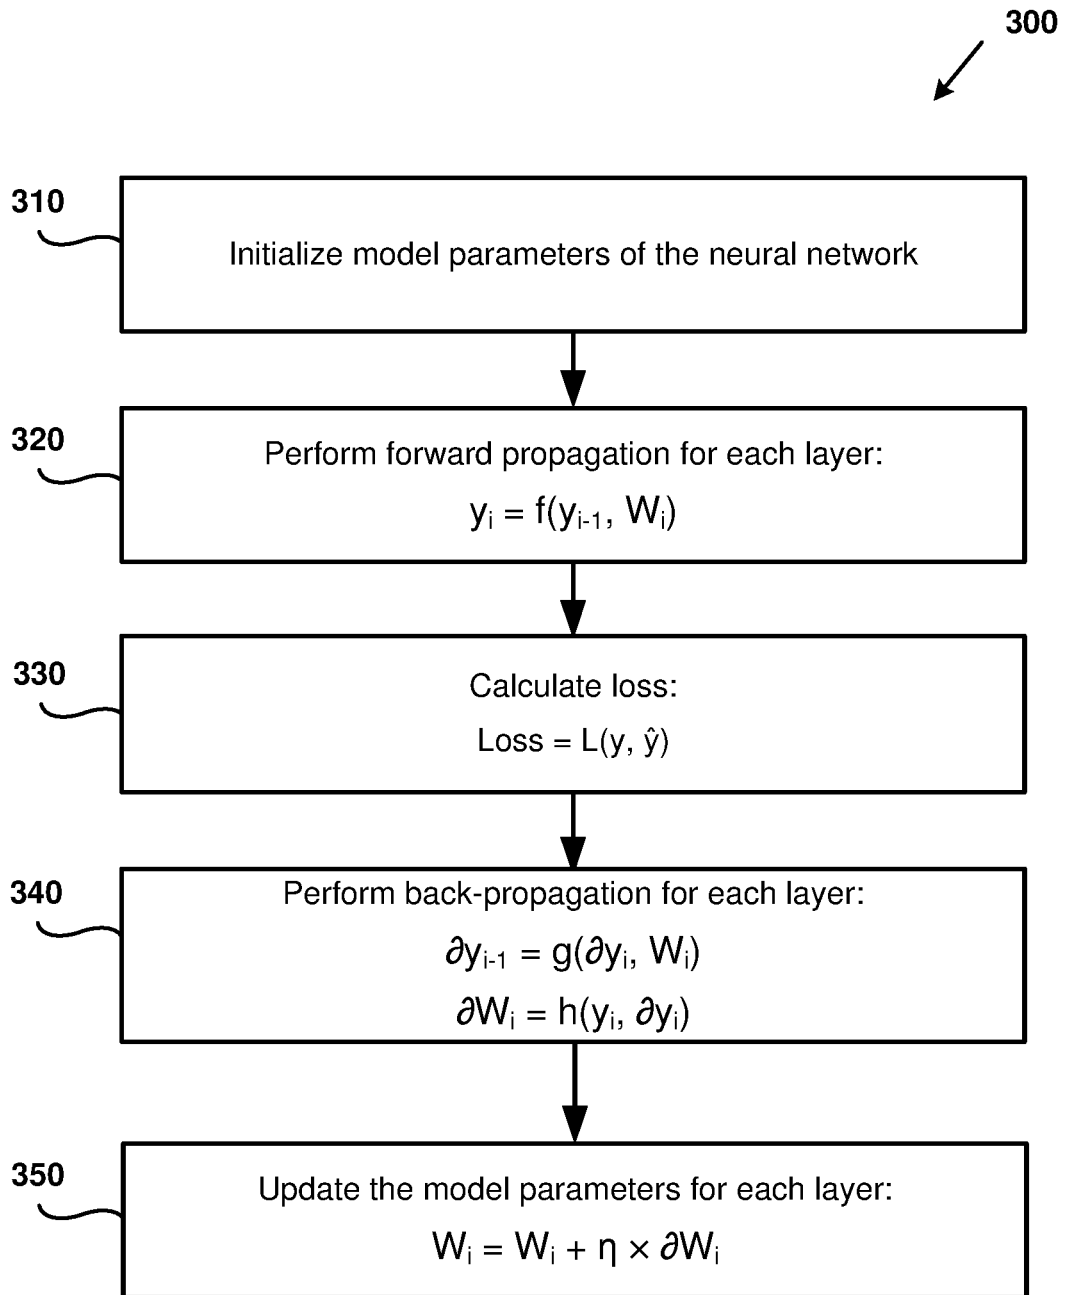 300
310
Initialize model parameters of the neural network
320
Perform forward propagation for each layer:
yᵢ = f(yᵢ₋₁, Wᵢ)
330
Calculate loss:
Loss = L(y, ŷ)
340
Perform back-propagation for each layer:
∂yᵢ₋₁ = g(∂yᵢ, Wᵢ)
∂Wᵢ = h(yᵢ, ∂yᵢ)
350
Update the model parameters for each layer:
Wᵢ = Wᵢ + η × ∂Wᵢ